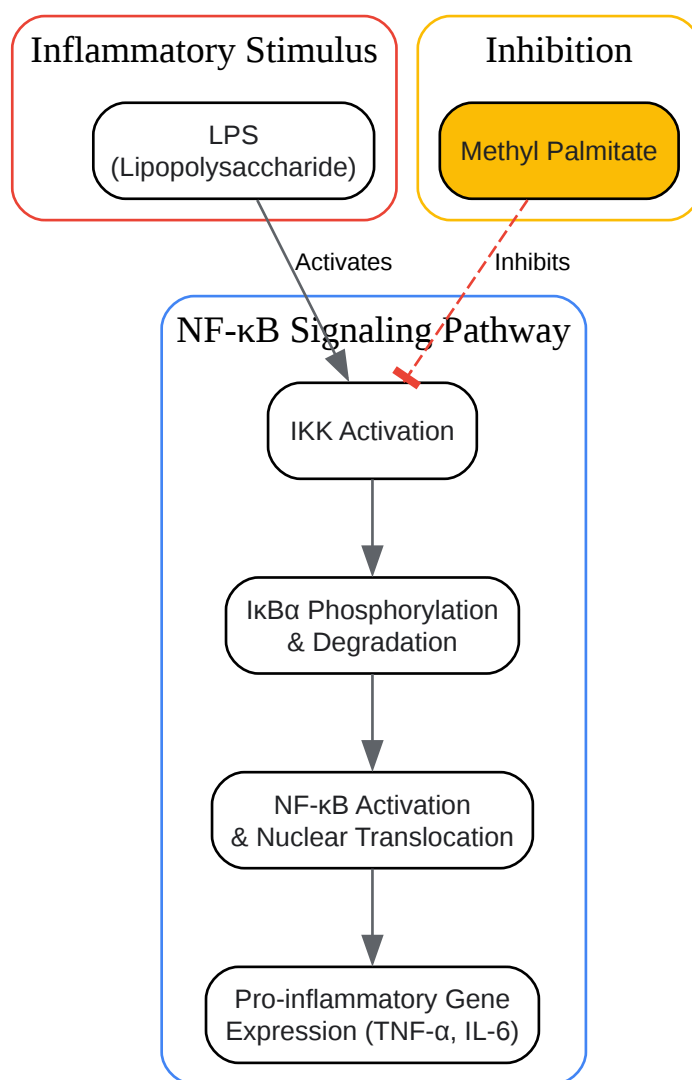 Inflammatory Stimulus
Inhibition
LPS
(Lipopolysaccharide)
Methyl Palmitate
Activates
Inhibits
NF-κB Signaling Pathway
IKK Activation
IκBα Phosphorylation
& Degradation
NF-κB Activation
& Nuclear Translocation
Pro-inflammatory Gene
Expression (TNF-α, IL-6)